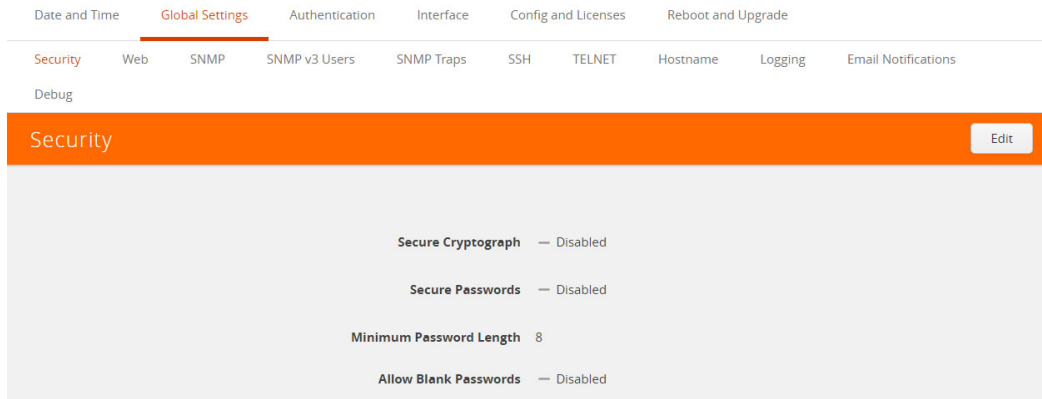 Date and Time Global Settings Authentication Interface Config and Licenses Reboot and Upgrade
Security Web SNMP SNMP v3 Users SNMP Traps SSH TELNET Hostname Logging Email Notifications
Debug
Security Edit
Secure Cryptograph — Disabled
Secure Passwords — Disabled
Minimum Password Length 8
Allow Blank Passwords — Disabled